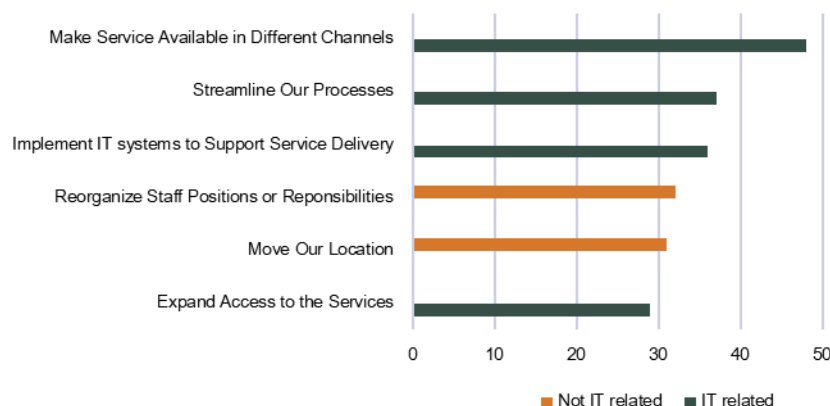 Make Service Available in Different Channels
Streamline Our Processes
Implement IT systems to Support Service Delivery
Reorganize Staff Positions or Reponsibilities
Move Our Location
Expand Access to the Services
0 10 20 30 40 50
Not IT related IT related